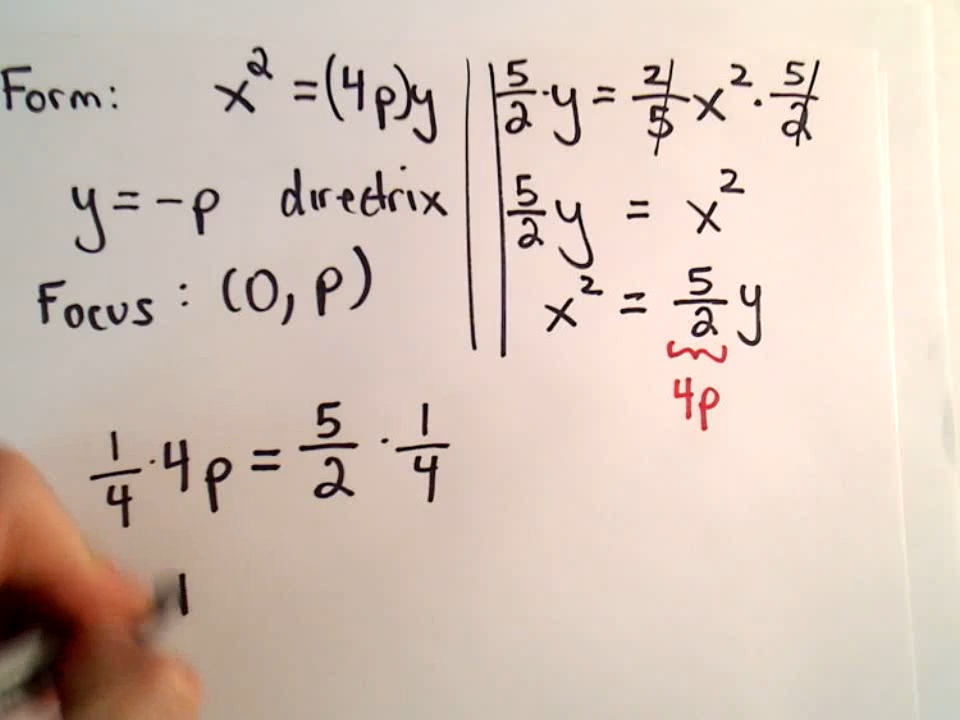 Form: x² = (4p)y
y = -p directrix
Focus: (0, p)
5/2 · y = 2/5 x² · 5/2
5/2 y = x²
x² = 5/2 y
4p
1/4 · 4p = 5/2 · 1/4